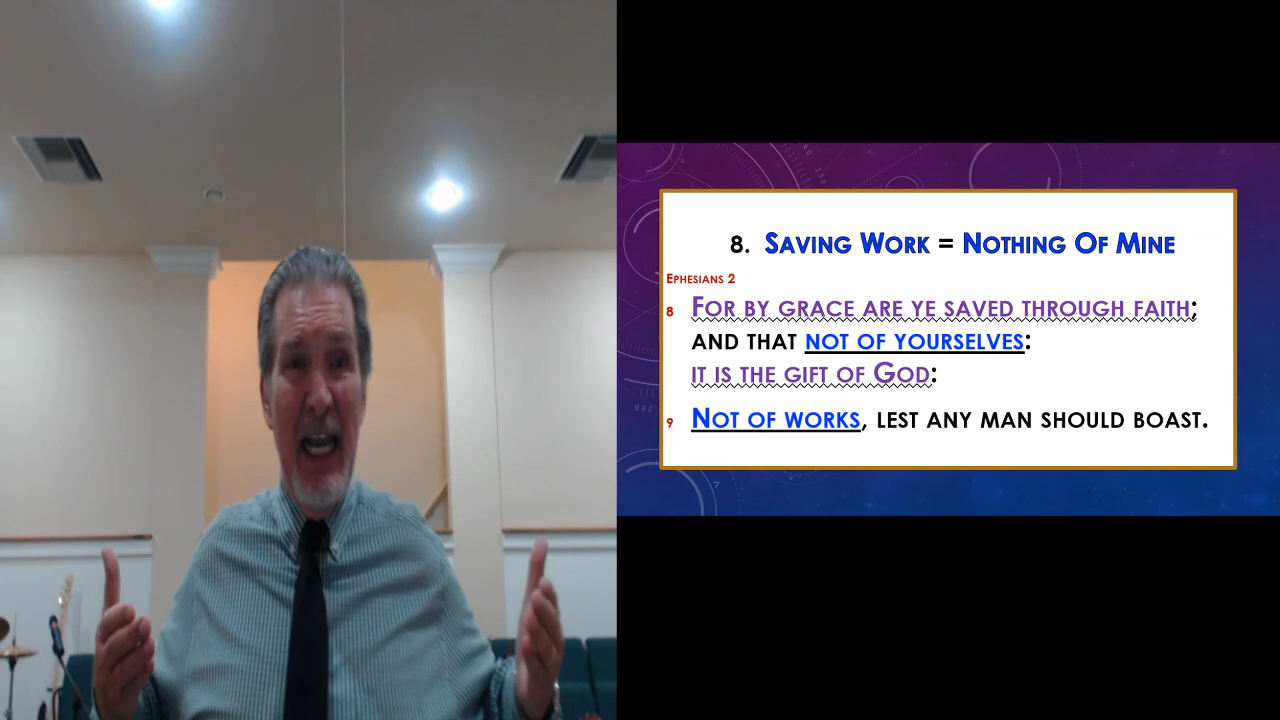 8. Saving Work = Nothing Of Mine
Ephesians 2
8 For by grace are ye saved through faith;
and that not of yourselves:
it is the gift of God:
9 Not of works, lest any man should boast.